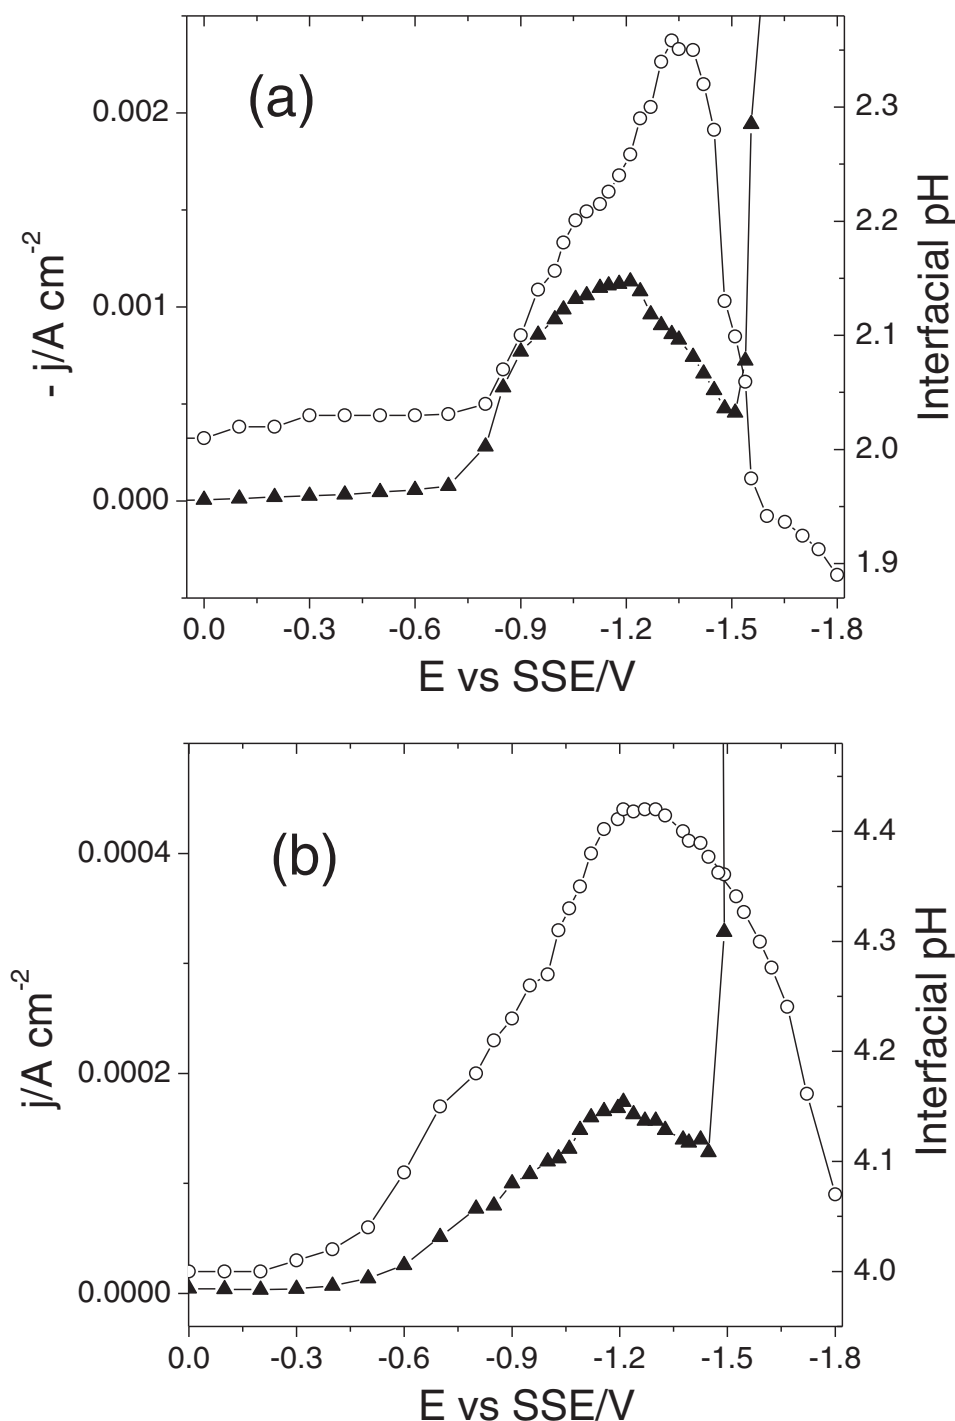 (a)
0.002
0.001
0.000
- j/A cm-2
2.3
2.2
2.1
2.0
1.9
Interfacial pH
0.0 -0.3 -0.6 -0.9 -1.2 -1.5 -1.8
E vs SSE/V
(b)
0.0004
0.0002
0.0000
j/A cm-2
4.4
4.3
4.2
4.1
4.0
Interfacial pH
0.0 -0.3 -0.6 -0.9 -1.2 -1.5 -1.8
E vs SSE/V